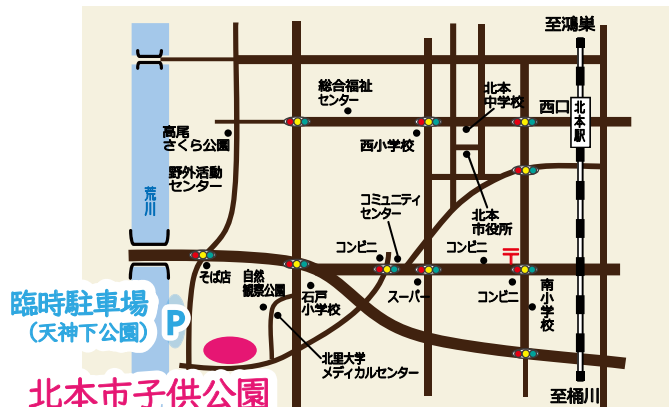 至鴻巣
総合福祉
センター
北本
中学校
西口
北本駅
高尾
さくら公園
西小学校
野外活動
センター
荒川
コミュニティ
センター
北本
市役所
コンビニ
コンビニ
〒
そば店
自然
観察公園
石戸
小学校
スーパー
コンビニ
南小学校
臨時駐車場
(天神下公園)
P
北里大学
メディカルセンター
北本市子供公園
至桶川